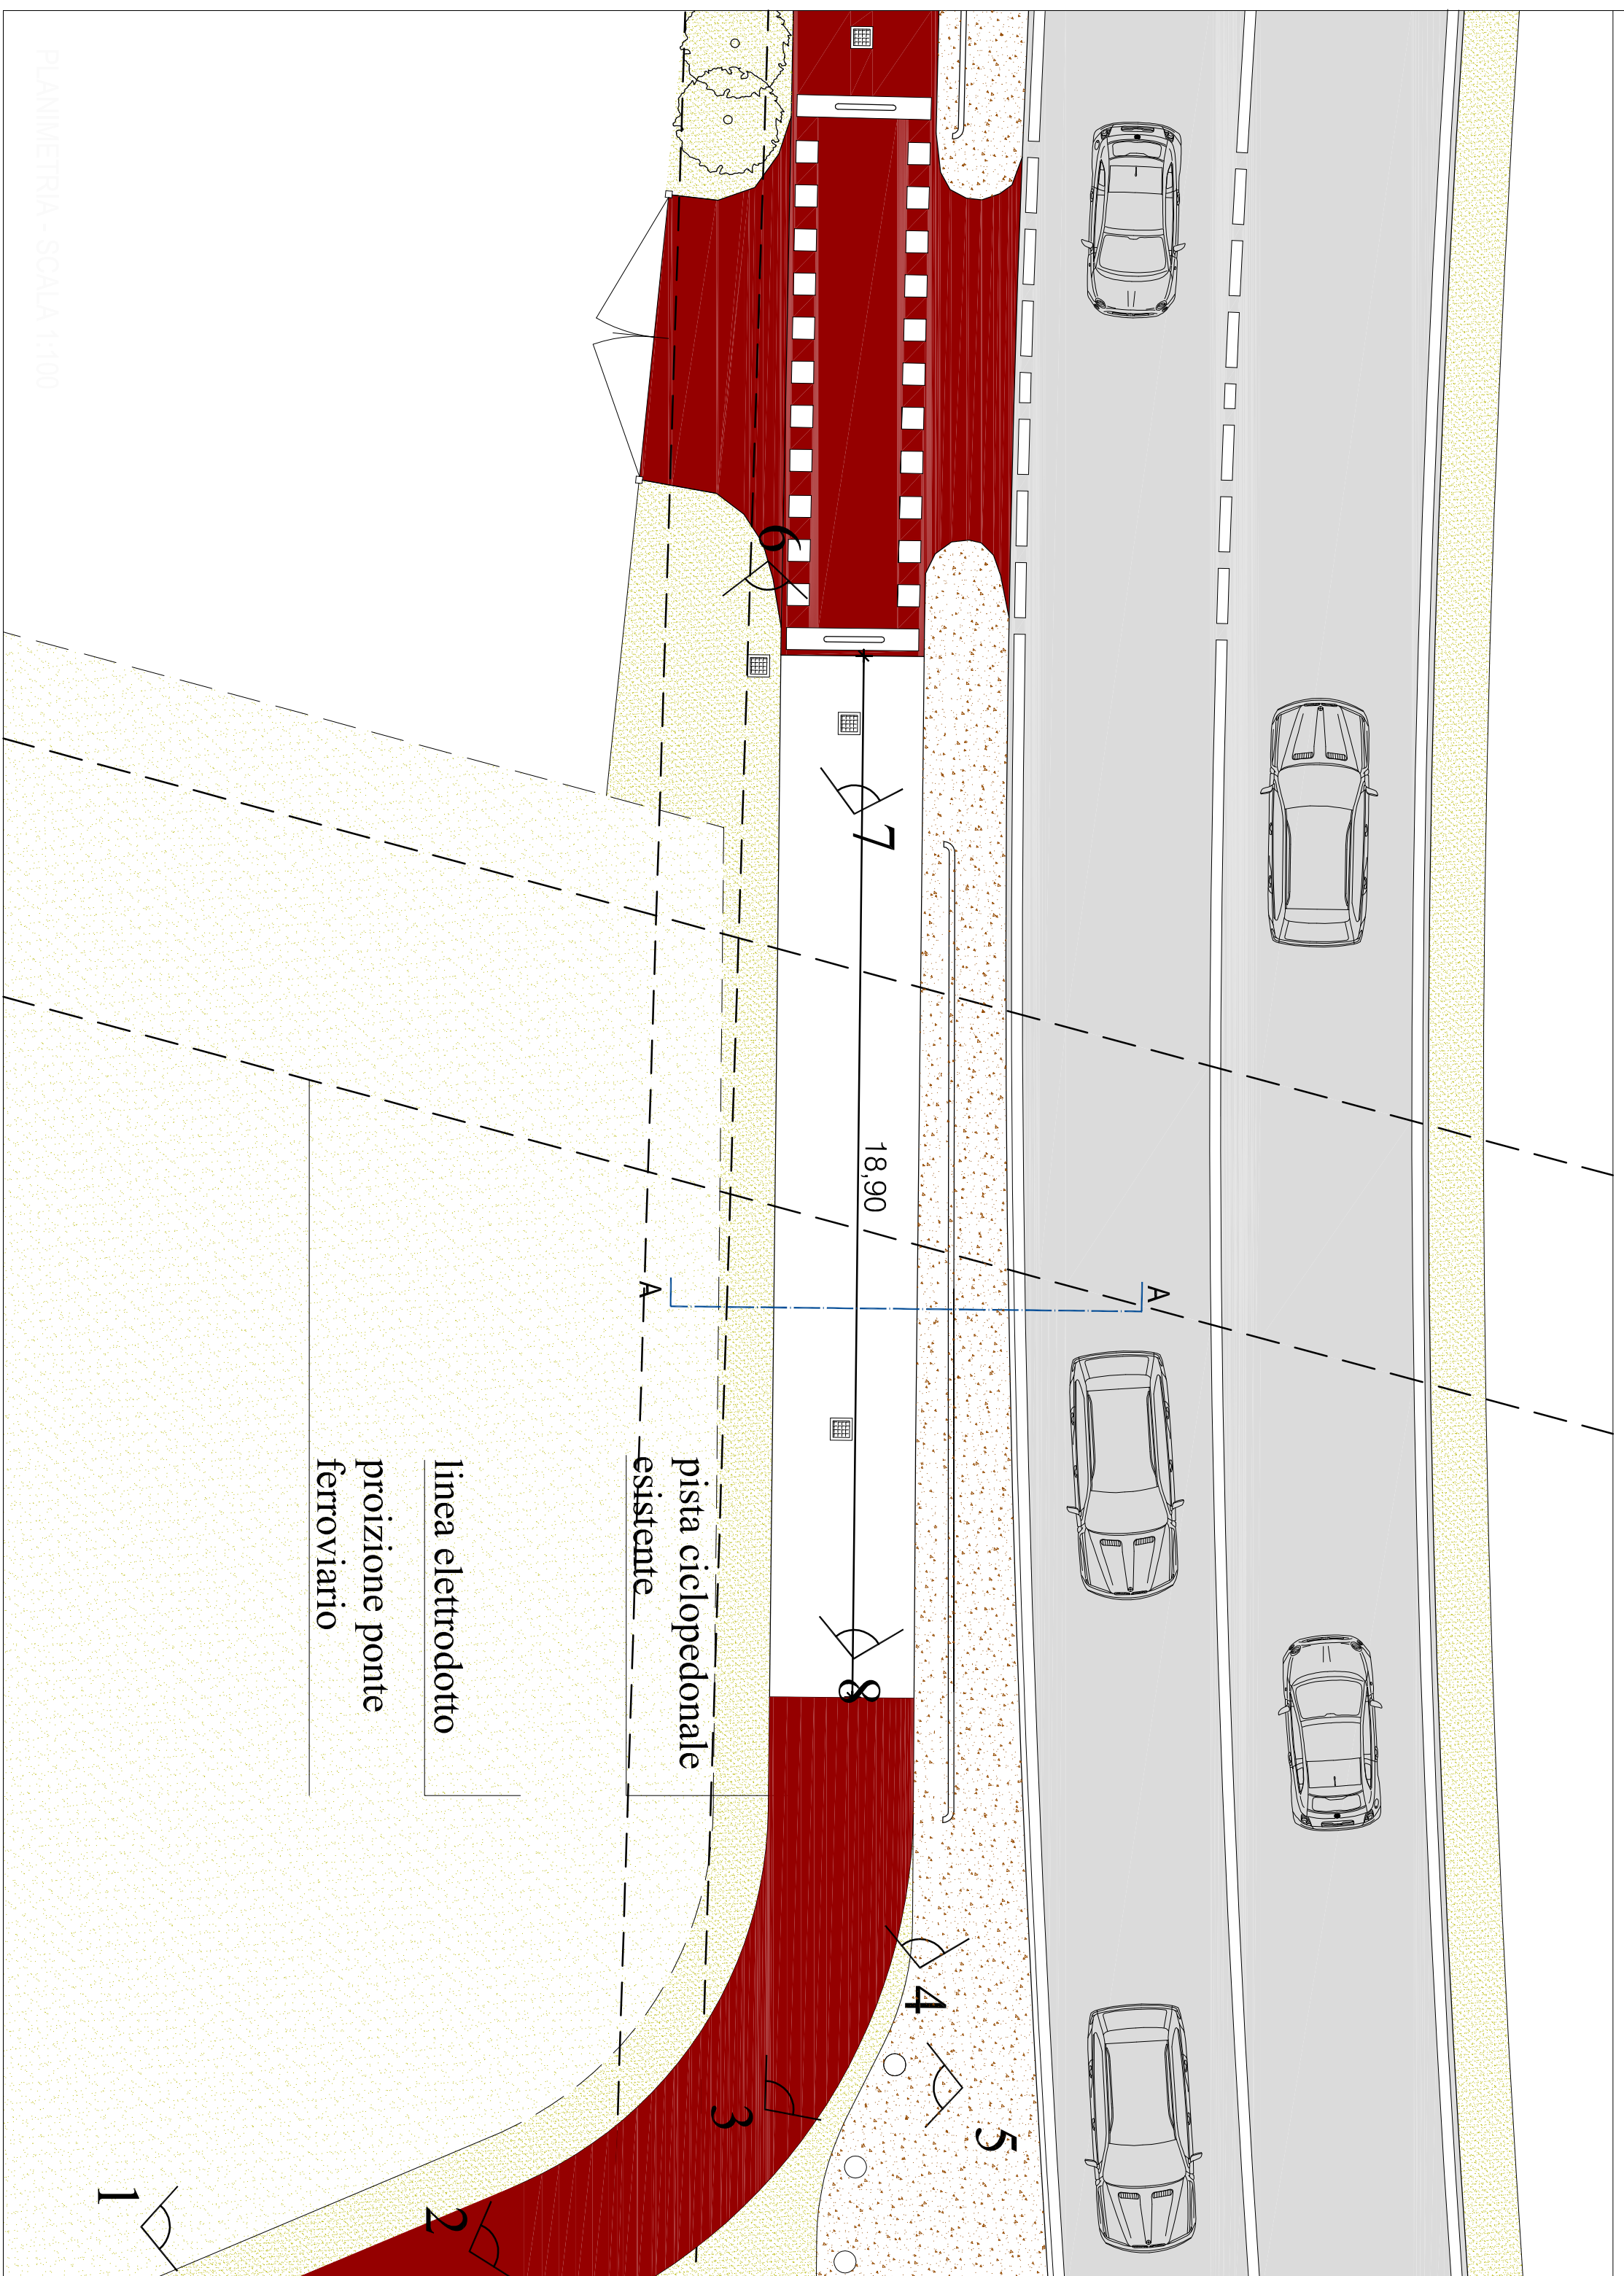 PLANIMETRIA - SCALA 1:100
6
7
18,90
A
A
pista ciclopedonale
esistente
linea elettrodotto
proizione ponte
ferroviario
8
4
5
3
2
1